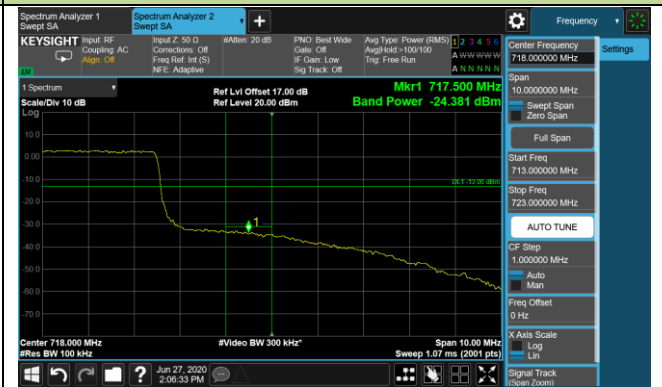 Spectrum Analyzer 1
Swept SA
Spectrum Analyzer 2
Swept SA
+
Frequency
KEYSIGHT
Input: RF
Coupling: AC
Align: Off
Input Z: 50 Ω
Corrections: Off
Freq Ref: Int (S)
NFE: Adaptive
#Atten: 20 dB
PNO: Best Wide
Gate: Off
IF Gain: Low
Sig Track: Off
Avg Type: Power (RMS)
Avg|Hold:>100/100
Trig: Free Run
1 2 3 4 5 6
A W W W W W
A N N N N N
1 Spectrum
Scale/Div 10 dB
Log
Ref Lvl Offset 17.00 dB
Ref Level 20.00 dBm
Mkr1 717.500 MHz
Band Power -24.381 dBm
10.0
0.00
-10.0
-20.0
-30.0
-40.0
-50.0
-60.0
-70.0
DL1 -13.00 dBm
1
Center 718.000 MHz
#Res BW 100 kHz
#Video BW 300 kHz*
Span 10.00 MHz
Sweep 1.07 ms (2001 pts)
Center Frequency
718.000000 MHz
Settings
Span
10.0000000 MHz
Swept Span
Zero Span
Full Span
Start Freq
713.000000 MHz
Stop Freq
723.000000 MHz
AUTO TUNE
CF Step
1.000000 MHz
Auto
Man
Freq Offset
0 Hz
X Axis Scale
Log
Lin
Signal Track
(Span Zoom)
?
Jun 27, 2020
2:06:33 PM